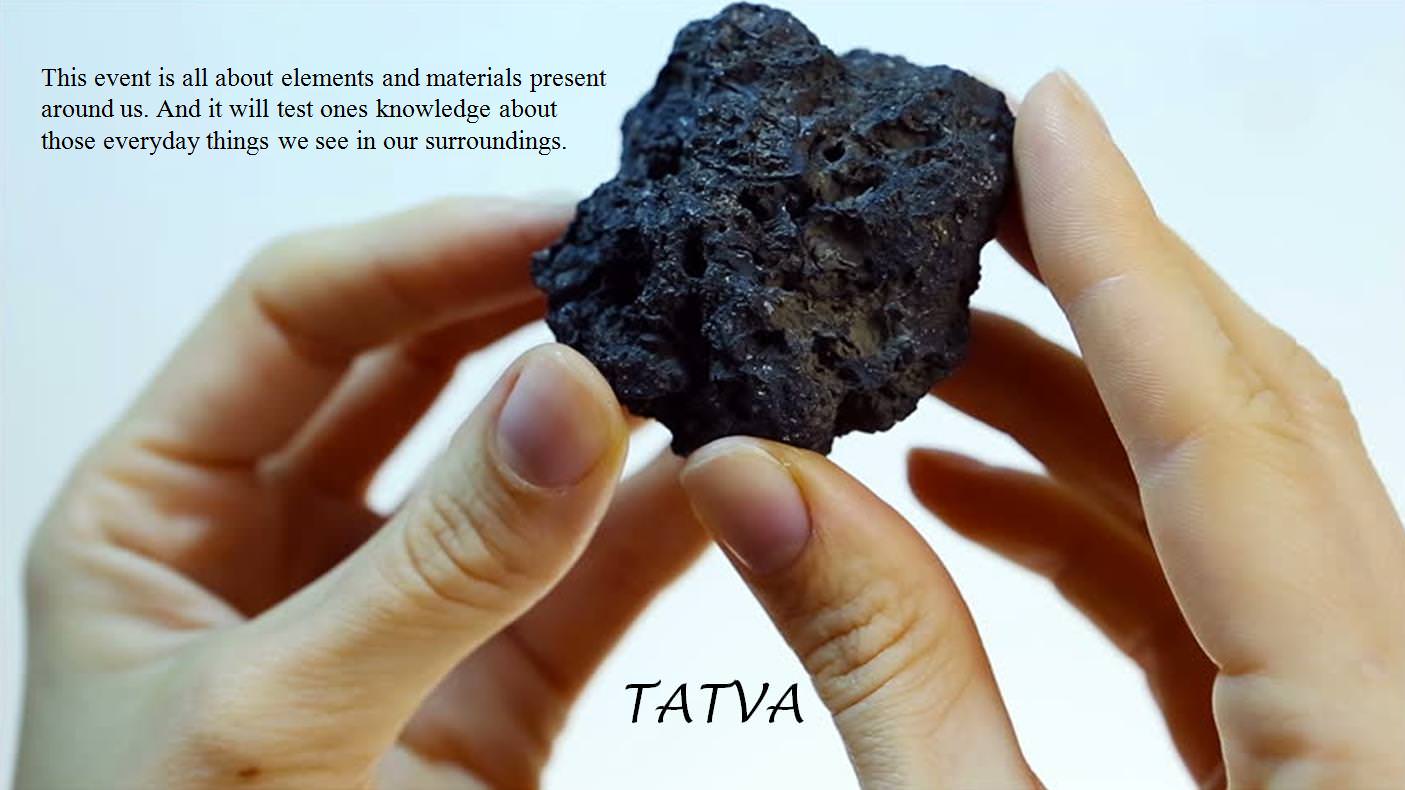 This event is all about elements and materials present
around us. And it will test ones knowledge about
those everyday things we see in our surroundings.
TATVA